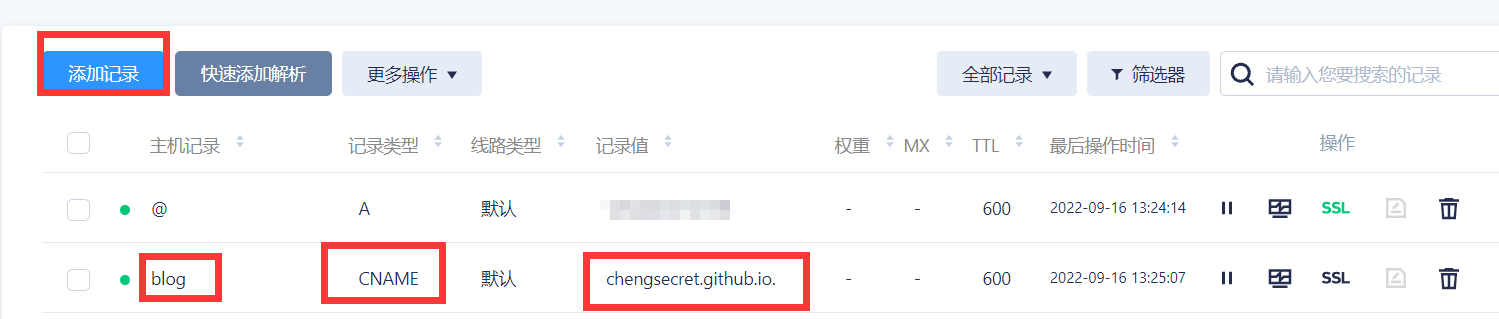 添加记录 快速添加解析 更多操作 全部记录 筛选器 请输入您要搜索的记录
主机记录 记录类型 线路类型 记录值 权重 MX TTL 最后操作时间 操作
@ A 默认 - - 600 2022-09-16 13:24:14 SSL
blog CNAME 默认 chengsecret.github.io. - - 600 2022-09-16 13:25:07 SSL